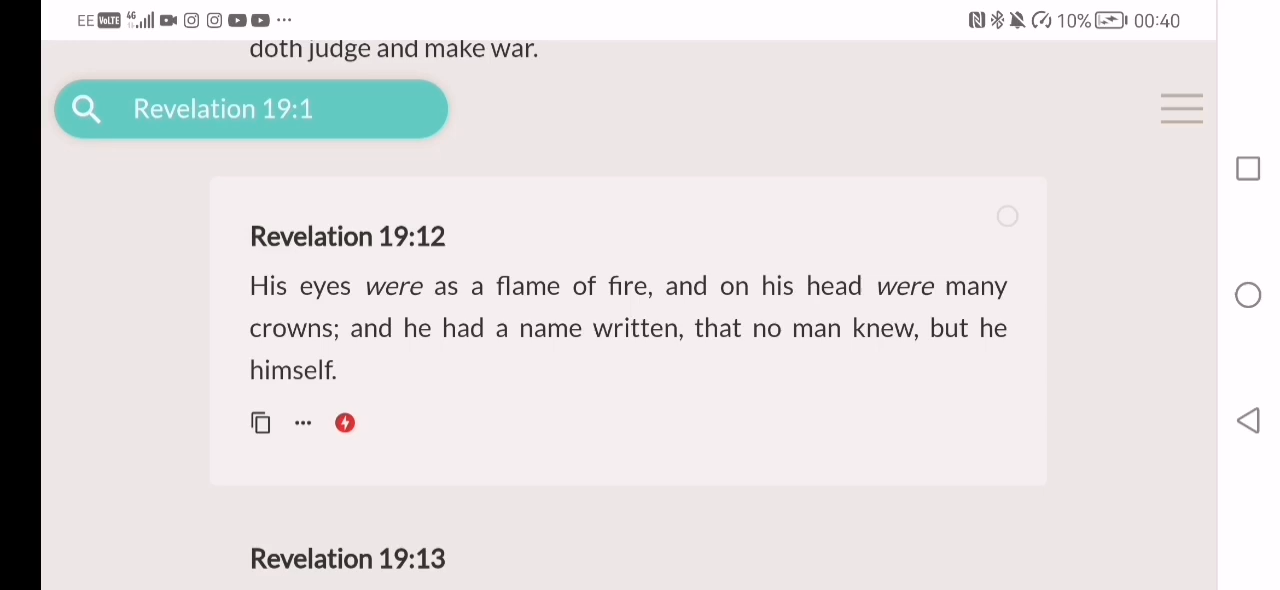 EE VoLTE 4G ... 10% 00:40
doth judge and make war.
Revelation 19:1
Revelation 19:12
His eyes were as a flame of fire, and on his head were many
crowns; and he had a name written, that no man knew, but he
himself.
Revelation 19:13